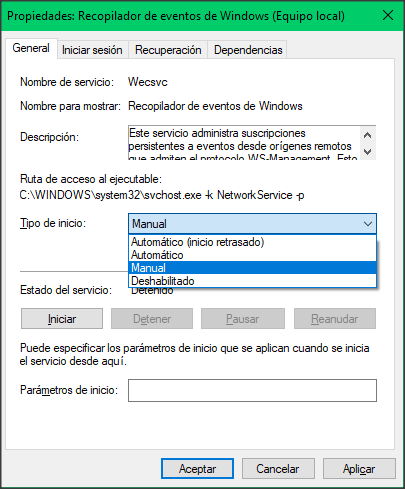 Propiedades: Recopilador de eventos de Windows (Equipo local)
General Iniciar sesión Recuperación Dependencias
Nombre de servicio: Wecsvc
Nombre para mostrar: Recopilador de eventos de Windows
Descripción: Este servicio administra suscripciones
persistentes a eventos desde orígenes remotos
que admiten el protocolo WS-Management. Esto
Ruta de acceso al ejecutable:
C:\WINDOWS\system32\svchost.exe -k NetworkService -p
Tipo de inicio: Manual
Automático (inicio retrasado)
Automático
Manual
Deshabilitado
Estado del servicio: Detenido
Iniciar Detener Pausar Reanudar
Puede especificar los parámetros de inicio que se aplican cuando se inicia
el servicio desde aquí.
Parámetros de inicio:
Aceptar Cancelar Aplicar